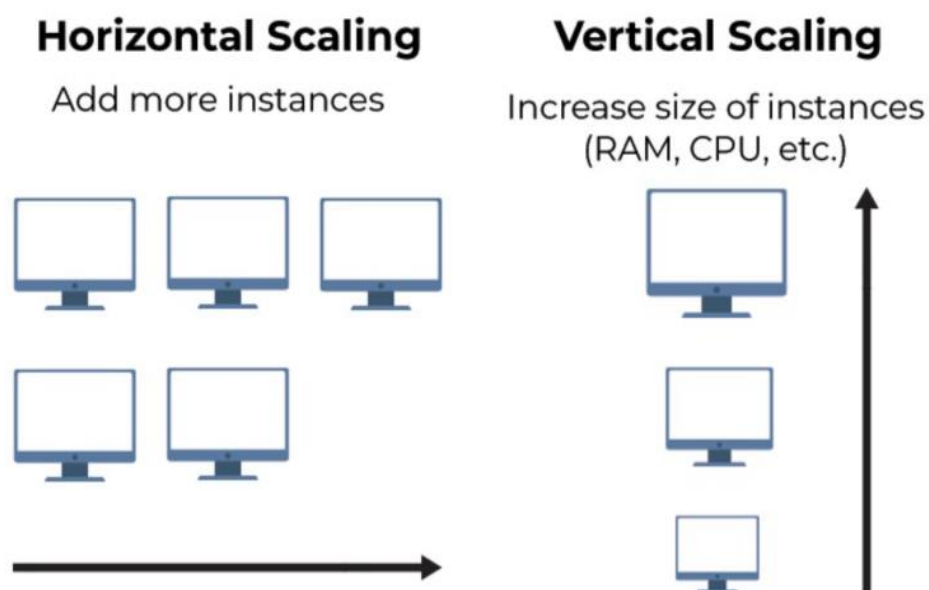 Horizontal Scaling
Add more instances
Vertical Scaling
Increase size of instances
(RAM, CPU, etc.)